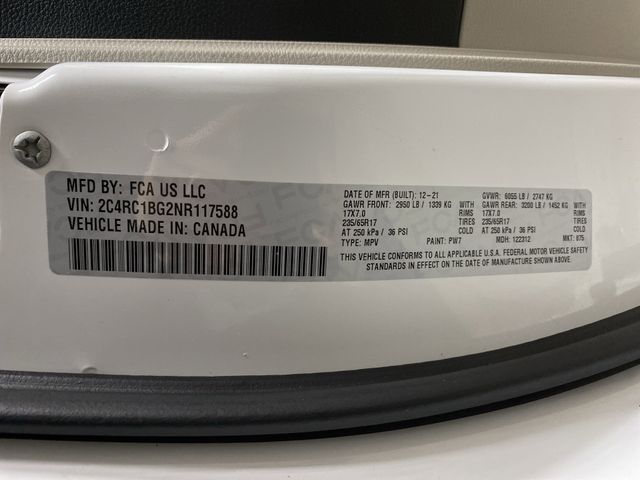 MFD BY: FCA US LLC
VIN: 2C4RC1BG2NR117588
VEHICLE MADE IN: CANADA
DATE OF MFR (BUILT): 12-21 GVWR: 6055 LB / 2747 KG
GAWR FRONT: 2950 LB / 1339 KG WITH GAWR REAR: 3200 LB / 1452 KG WITH
17X7.0 RIMS 17X7.0 RIMS
235/65R17 TIRES 235/65R17 TIRES
AT 250 kPa / 36 PSI COLD AT 250 kPa / 36 PSI COLD
TYPE: MPV PAINT: PW7 MDH: 122312 MKT: 875
THIS VEHICLE CONFORMS TO ALL APPLICABLE U.S.A. FEDERAL MOTOR VEHICLE SAFETY
STANDARDS IN EFFECT ON THE DATE OF MANUFACTURE SHOWN ABOVE.